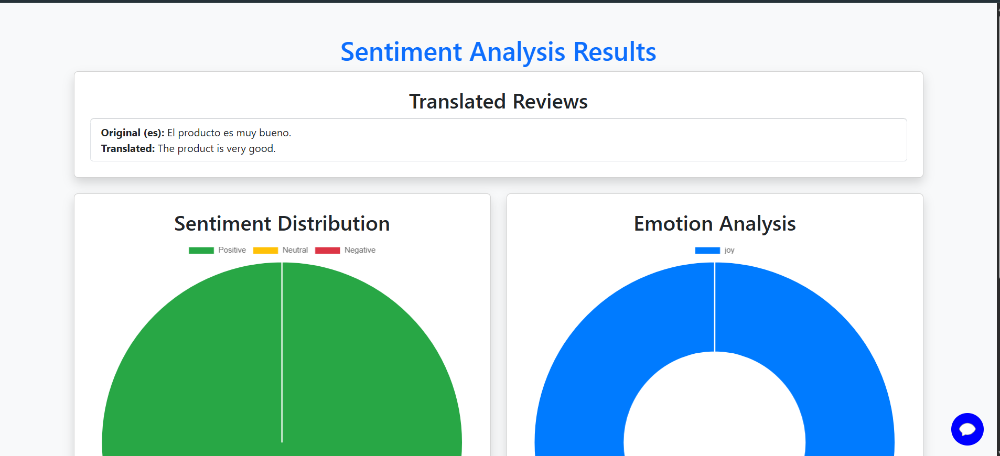 Sentiment Analysis Results
Translated Reviews
Original (es): El producto es muy bueno.
Translated: The product is very good.
Sentiment Distribution
Positive Neutral Negative
Emotion Analysis
joy